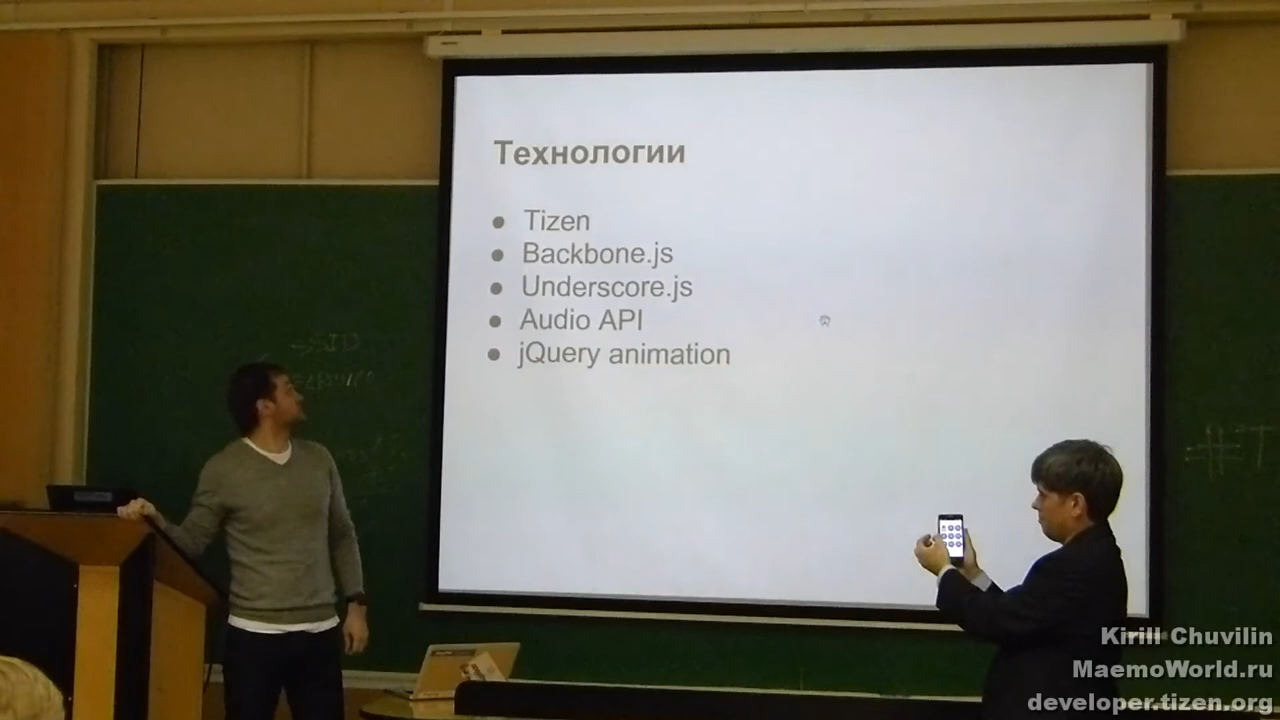 Технологии
● Tizen
● Backbone.js
● Underscore.js
● Audio API
● jQuery animation
#T
Kirill Chuvilin
MaemoWorld.ru
developer.tizen.org